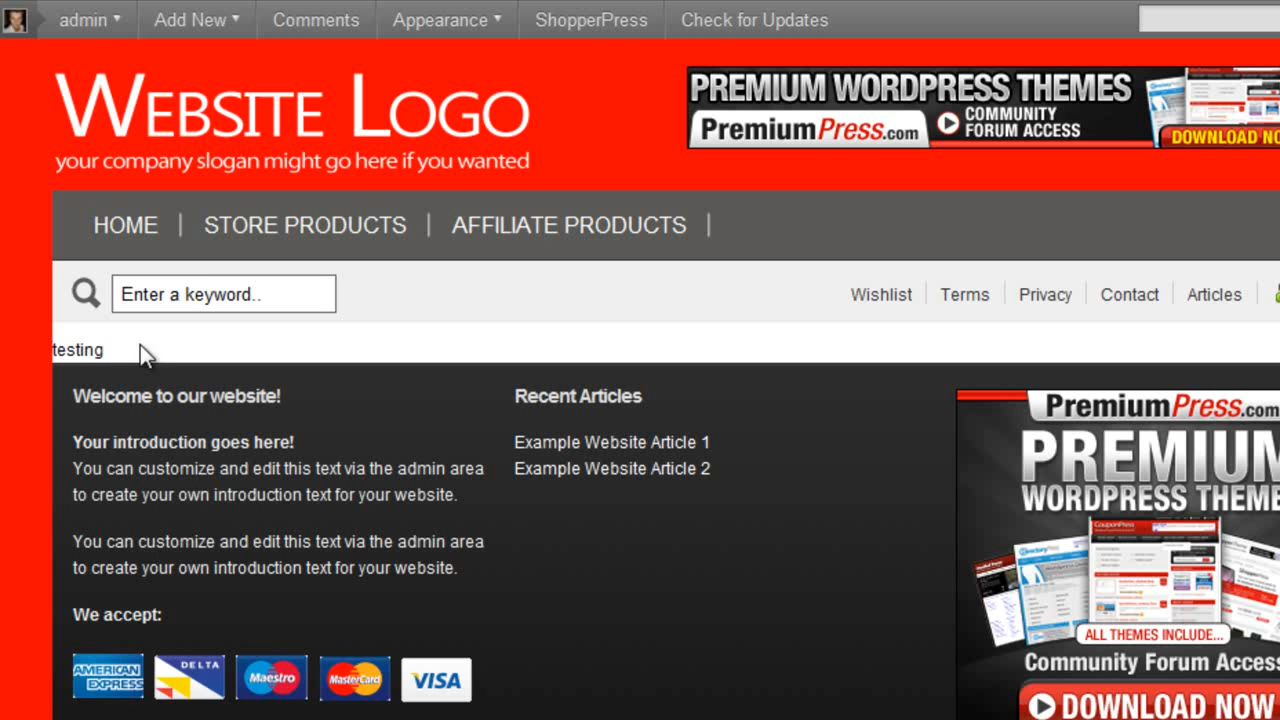 admin Add New Comments Appearance ShopperPress Check for Updates
WEBSITE LOGO
your company slogan might go here if you wanted
PREMIUM WORDPRESS THEMES
PremiumPress.com
COMMUNITY
FORUM ACCESS
DOWNLOAD NO
HOME STORE PRODUCTS AFFILIATE PRODUCTS
Enter a keyword..
Wishlist Terms Privacy Contact Articles
testing
Welcome to our website!
Your introduction goes here!
You can customize and edit this text via the admin area
to create your own introduction text for your website.
You can customize and edit this text via the admin area
to create your own introduction text for your website.
We accept:
AMERICAN
EXPRESS
DELTA
Maestro
MasterCard
VISA
Recent Articles
Example Website Article 1
Example Website Article 2
PremiumPress.com
PREMIUM
WORDPRESS THEME
CouponPress
ALL THEMES INCLUDE...
Community Forum Access
DOWNLOAD NOW